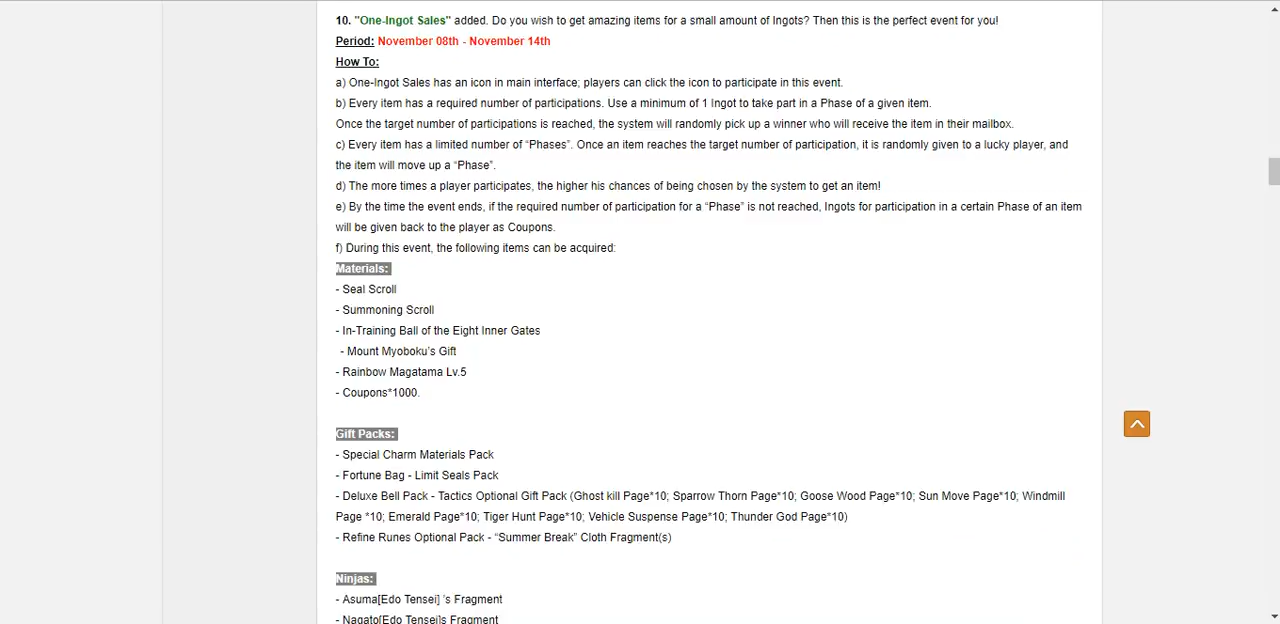 10. "One-Ingot Sales" added. Do you wish to get amazing items for a small amount of Ingots? Then this is the perfect event for you!
Period: November 08th - November 14th
How To:
a) One-Ingot Sales has an icon in main interface; players can click the icon to participate in this event.
b) Every item has a required number of participations. Use a minimum of 1 Ingot to take part in a Phase of a given item.
Once the target number of participations is reached, the system will randomly pick up a winner who will receive the item in their mailbox.
c) Every item has a limited number of “Phases”. Once an item reaches the target number of participation, it is randomly given to a lucky player, and
the item will move up a “Phase”.
d) The more times a player participates, the higher his chances of being chosen by the system to get an item!
e) By the time the event ends, if the required number of participation for a “Phase” is not reached, Ingots for participation in a certain Phase of an item
will be given back to the player as Coupons.
f) During this event, the following items can be acquired:
Materials:
- Seal Scroll
- Summoning Scroll
- In-Training Ball of the Eight Inner Gates
- Mount Myoboku’s Gift
- Rainbow Magatama Lv.5
- Coupons*1000.
Gift Packs:
- Special Charm Materials Pack
- Fortune Bag - Limit Seals Pack
- Deluxe Bell Pack - Tactics Optional Gift Pack (Ghost kill Page*10; Sparrow Thorn Page*10; Goose Wood Page*10; Sun Move Page*10; Windmill
Page *10; Emerald Page*10; Tiger Hunt Page*10; Vehicle Suspense Page*10; Thunder God Page*10)
- Refine Runes Optional Pack - “Summer Break” Cloth Fragment(s)
Ninjas:
- Asuma[Edo Tensei] ’s Fragment
- Nagato[Edo Tensei]s Fragment